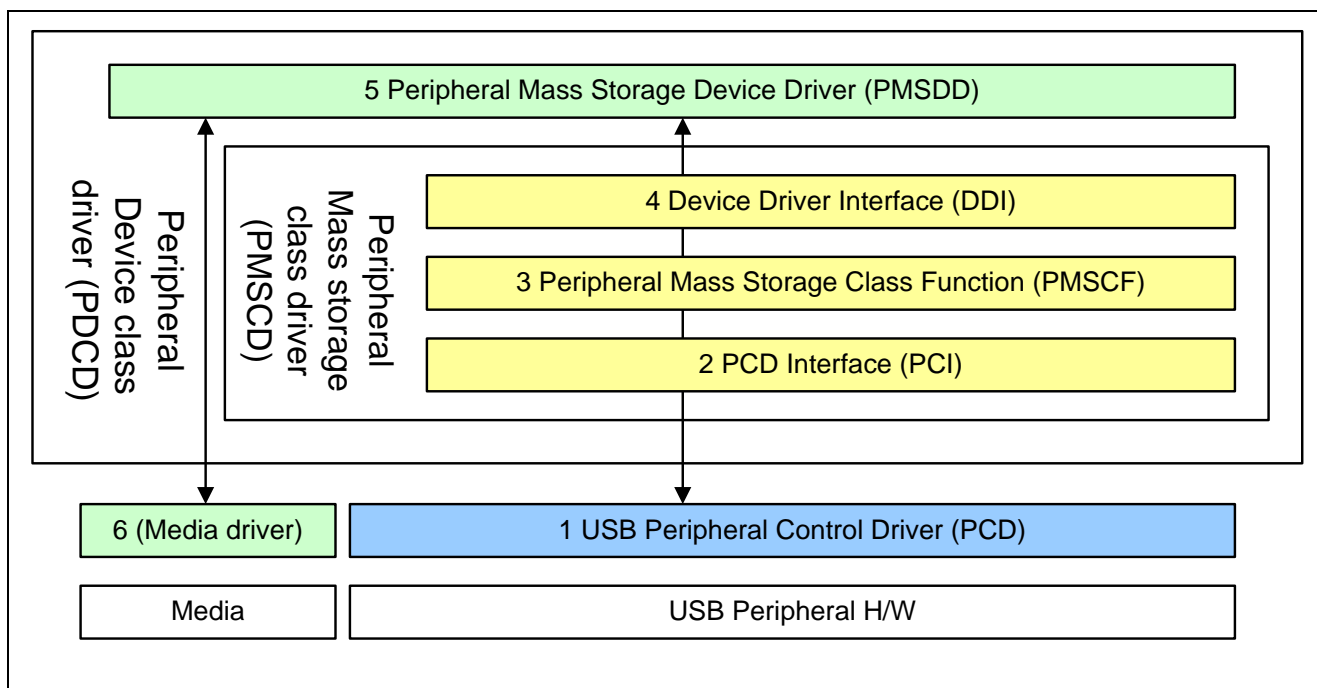 5 Peripheral Mass Storage Device Driver (PMSDD)
Peripheral
Device class
driver (PDCD)
Peripheral
Mass storage
class driver
(PMSCD)
4 Device Driver Interface (DDI)
3 Peripheral Mass Storage Class Function (PMSCF)
2 PCD Interface (PCI)
6 (Media driver)
1 USB Peripheral Control Driver (PCD)
Media
USB Peripheral H/W